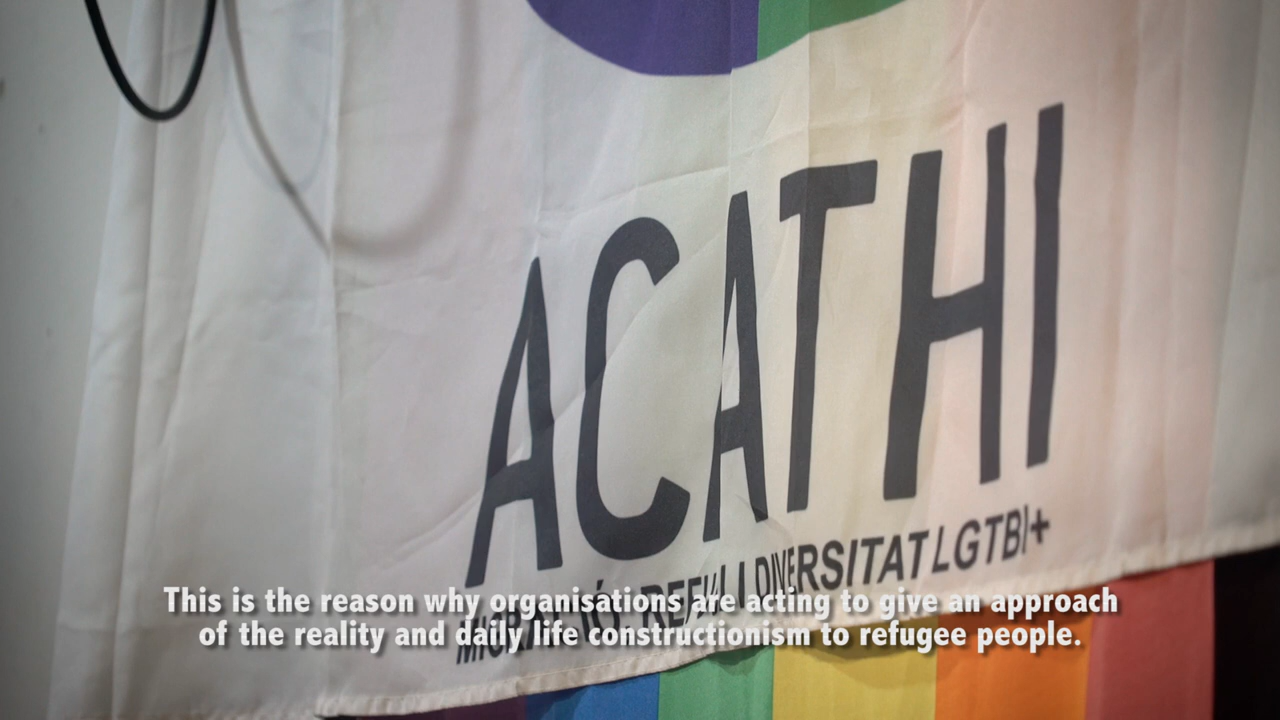 ACATHI
REFUGI I DIVERSITAT LGTBI+
This is the reason why organisations are acting to give an approach
of the reality and daily life constructionism to refugee people.